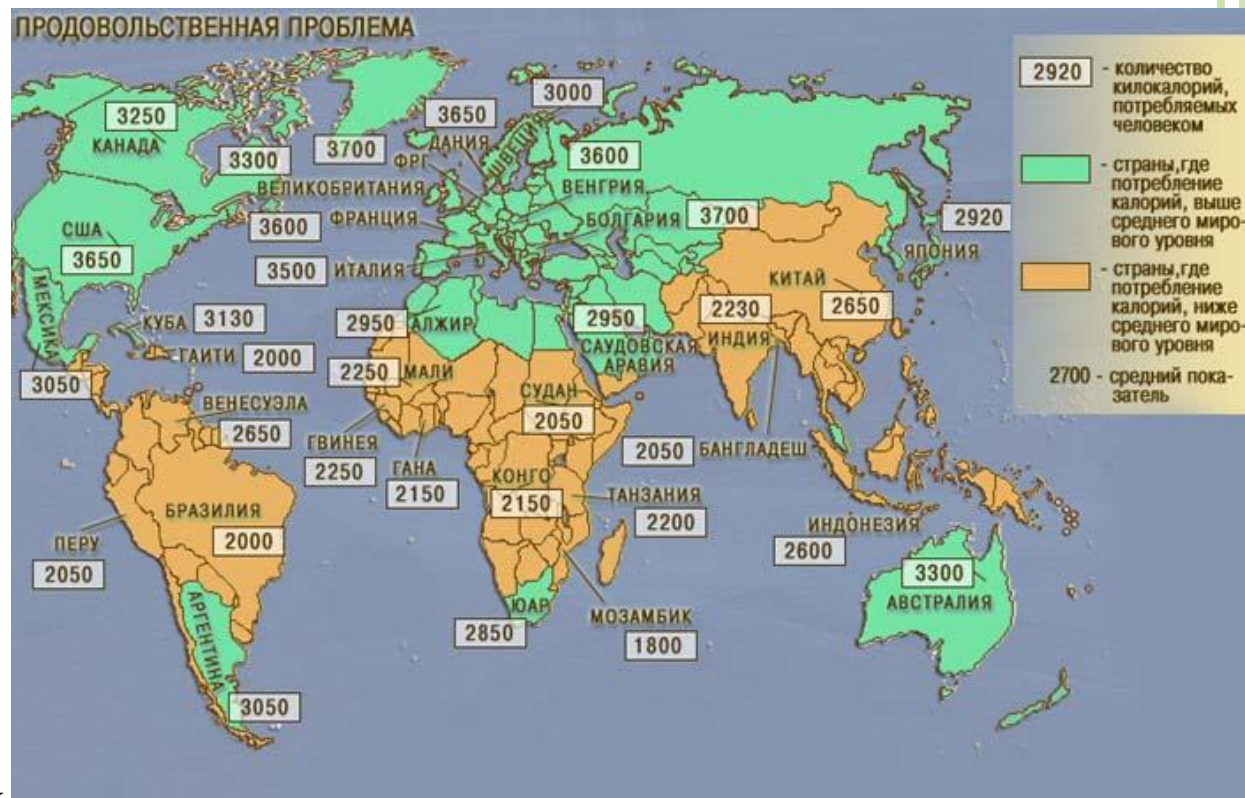 ПРОДОВОЛЬСТВЕННАЯ ПРОБЛЕМА
3250
КАНАДА
3300
3700
3650
ДАНИЯ
3000
ШВЕЦИЯ
ФРГ
3600
ВЕЛИКОБРИТАНИЯ
ВЕНГРИЯ
3600
ФРАНЦИЯ
БОЛГАРИЯ
3700
2920
ЯПОНИЯ
США
3650
3500
ИТАЛИЯ
КИТАЙ
2650
МЕКСИКА
3050
КУБА
3130
ГАИТИ
2000
2950
АЛЖИР
2950
САУДОВСКАЯ
АРАВИЯ
2230
ИНДИЯ
2250
МАЛИ
СУДАН
2050
ВЕНЕСУЭЛА
2650
ГВИНЕЯ
2250
ГАНА
2150
2050
БАНГЛАДЕШ
КОНГО
2150
ТАНЗАНИЯ
2200
БРАЗИЛИЯ
2000
ПЕРУ
2050
ИНДОНЕЗИЯ
2600
3300
АВСТРАЛИЯ
ЮАР
2850
МОЗАМБИК
1800
АРГЕНТИНА
3050
2920 - количество
килокалорий,
потребляемых
человеком
- страны,где
потребление
калорий, выше
среднего миро-
вого уровня
- страны,где
потребление
калорий, ниже
среднего миро-
вого уровня
2700 - средний пока-
затель